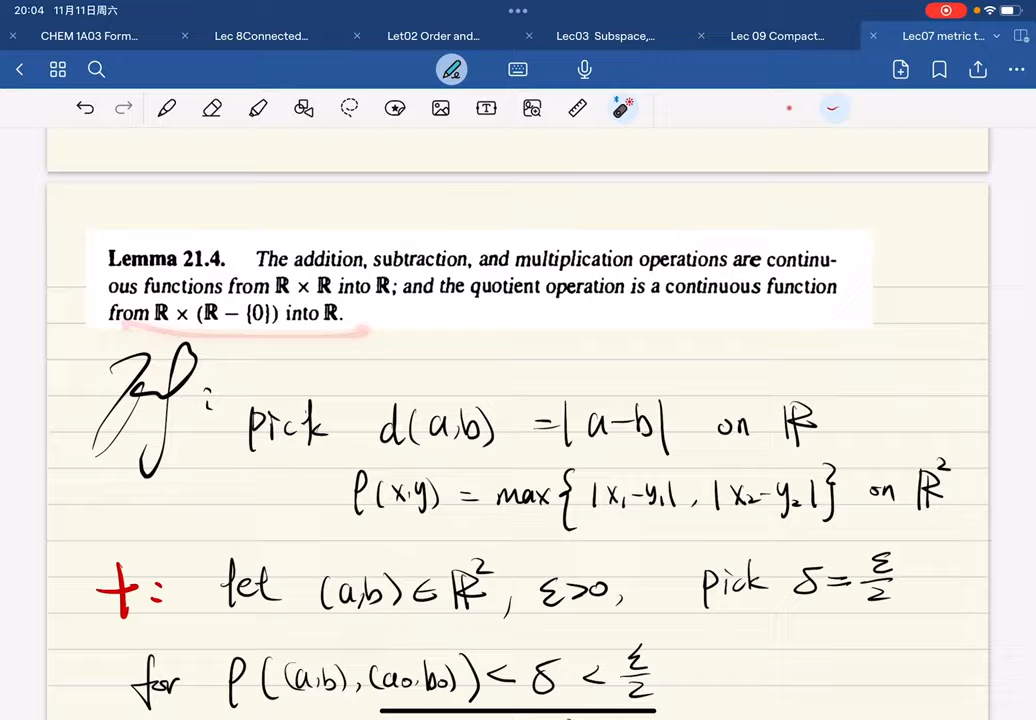 20:04 11月11日周六
CHEM 1A03 Form... Lec 8Connected... Let02 Order and... Lec03 Subspace,... Lec 09 Compact... Lec07 metric t...
Lemma 21.4. The addition, subtraction, and multiplication operations are continu-
ous functions from ℝ × ℝ into ℝ; and the quotient operation is a continuous function
from ℝ × (ℝ − {0}) into ℝ.
Proof: pick d(a,b) = |a-b| on ℝ
ρ(x,y) = max{|x₁-y₁|, |x₂-y₂|} on ℝ²
+: let (a,b) ∈ ℝ², ε>0, pick δ = ε/2
for ρ((a,b), (a₀,b₀)) < δ < ε/2